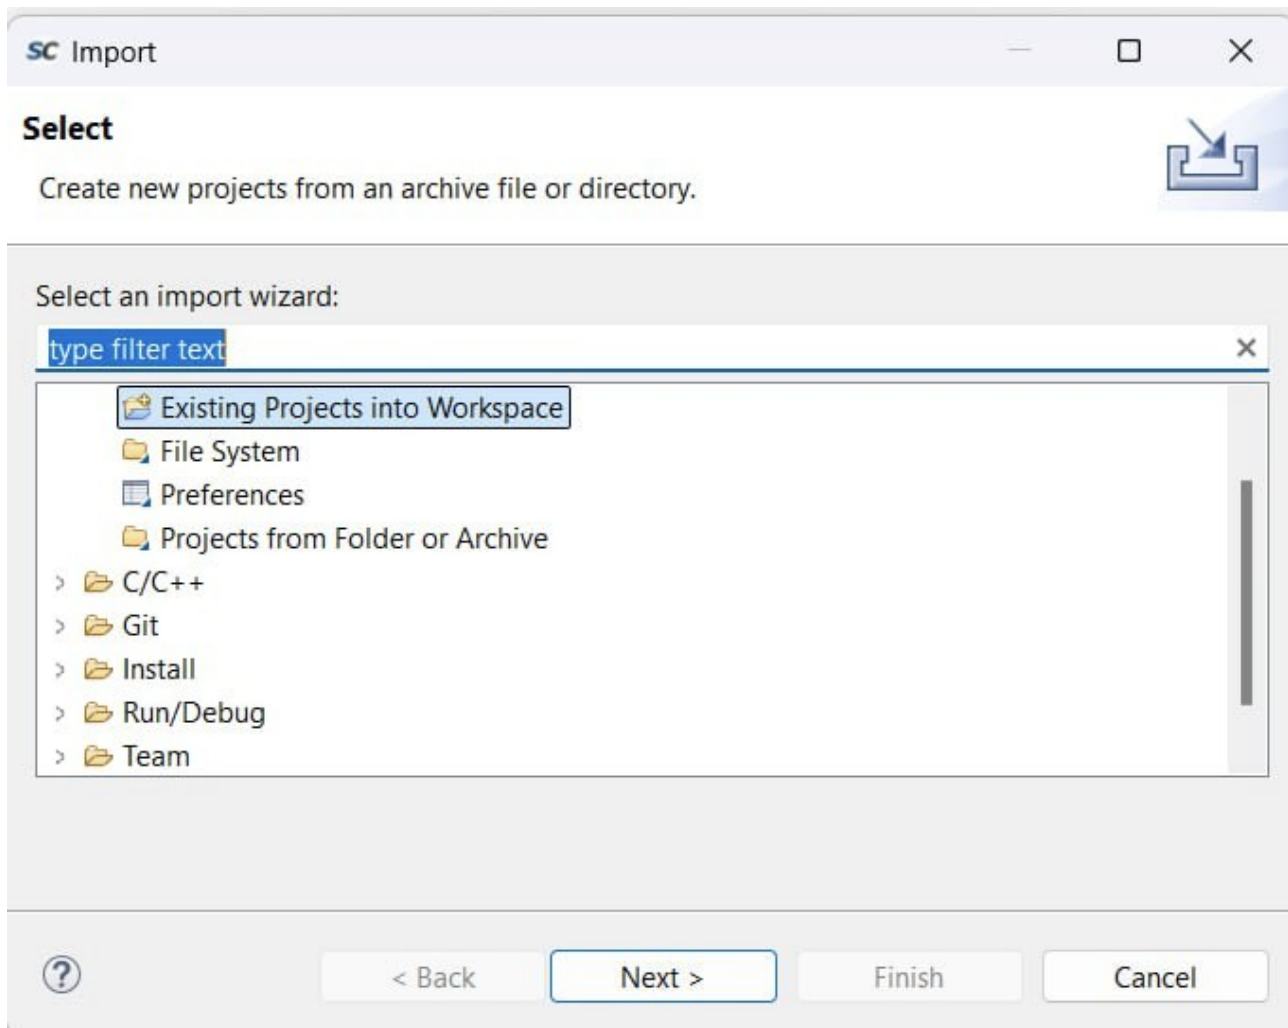 SC Import
Select
Create new projects from an archive file or directory.
Select an import wizard:
type filter text
Existing Projects into Workspace
File System
Preferences
Projects from Folder or Archive
C/C++
Git
Install
Run/Debug
Team
? < Back Next > Finish Cancel